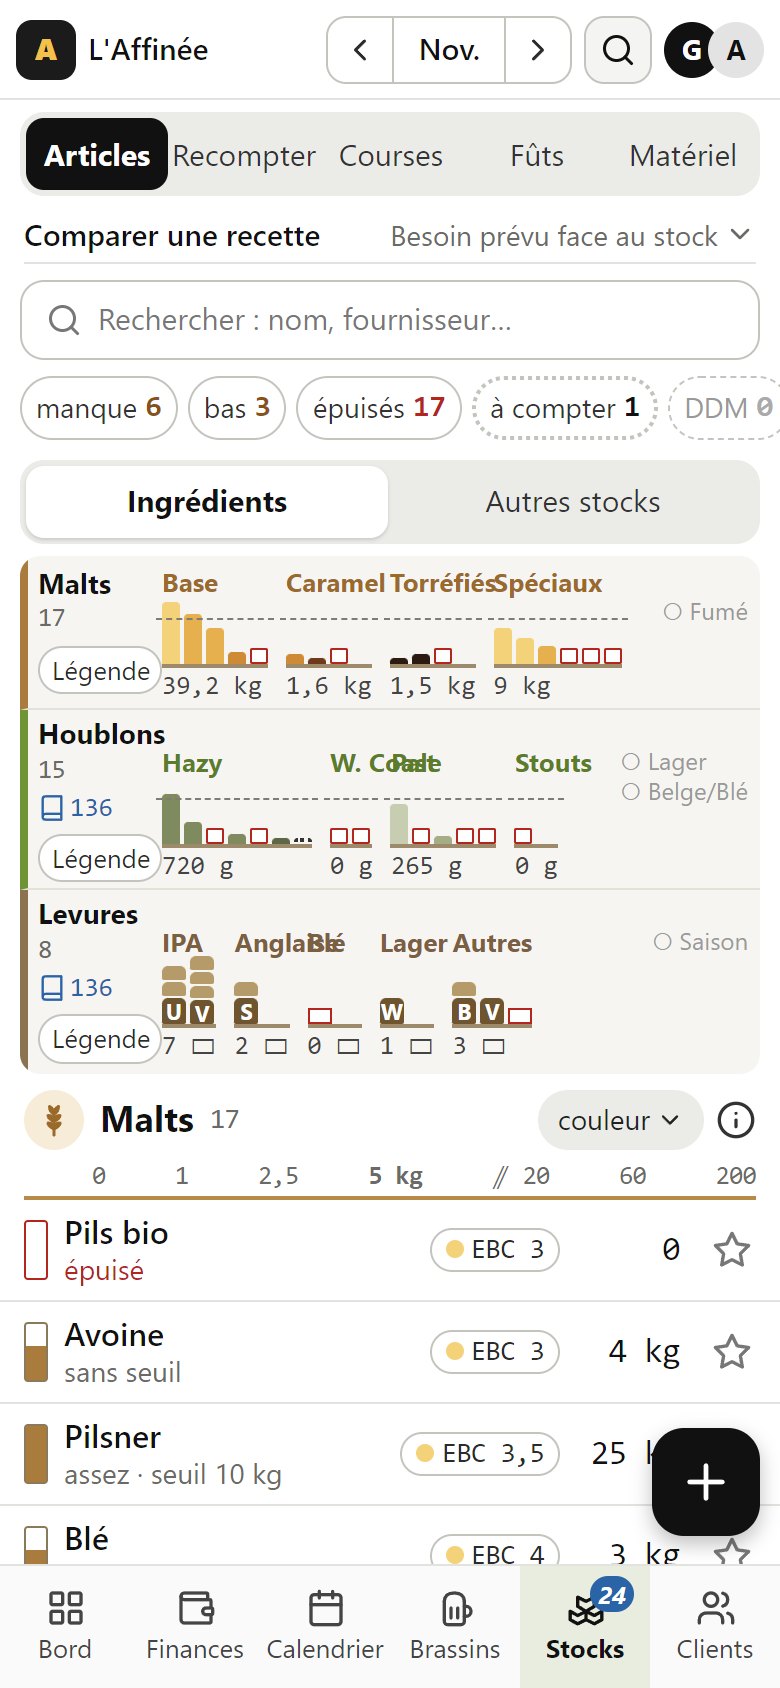 A L'Affinée Nov. G A
Articles Recompter Courses Fûts Matériel
Comparer une recette Besoin prévu face au stock
Rechercher : nom, fournisseur...
manque 6 bas 3 épuisés 17 à compter 1 DDM 0
Ingrédients Autres stocks
Malts Base Caramel Torréfiés Spéciaux
17 Fumé
Légende 39,2 kg 1,6 kg 1,5 kg 9 kg
Houblons
15 Hazy W. Coast Pale Stouts Lager
Belge/Blé
136
Légende 720 g 0 g 265 g 0 g
Levures
8 IPA Anglaise Blé Lager Autres Saison
136 U V S W B V
Légende 7 2 0 1 3
Malts 17 couleur
0 1 2,5 5 kg // 20 60 200
Pils bio EBC 3 0
épuisé
Avoine EBC 3 4 kg
sans seuil
Pilsner EBC 3,5 25 k
assez · seuil 10 kg
Blé EBC 4 3 kg
24
Bord Finances Calendrier Brassins Stocks Clients